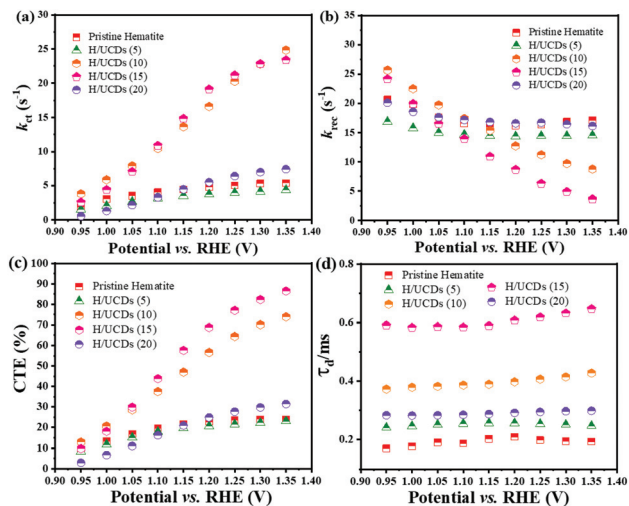 (a)
Pristine Hematite
H/UCDs (5)
H/UCDs (10)
H/UCDs (15)
H/UCDs (20)
k_ct (s⁻¹)
30
25
20
15
10
5
0
0.90 0.95 1.00 1.05 1.10 1.15 1.20 1.25 1.30 1.35 1.40
Potential vs. RHE (V)
(b)
Pristine Hematite
H/UCDs (5)
H/UCDs (10)
H/UCDs (15)
H/UCDs (20)
k_rec (s⁻¹)
35
30
25
20
15
10
5
0
0.90 0.95 1.00 1.05 1.10 1.15 1.20 1.25 1.30 1.35 1.40
Potential vs. RHE (V)
(c)
Pristine Hematite
H/UCDs (5)
H/UCDs (10)
H/UCDs (15)
H/UCDs (20)
CTE (%)
100
90
80
70
60
50
40
30
20
10
0
0.90 0.95 1.00 1.05 1.10 1.15 1.20 1.25 1.30 1.35 1.40
Potential vs. RHE (V)
(d)
Pristine Hematite
H/UCDs (5)
H/UCDs (10)
H/UCDs (15)
H/UCDs (20)
τ_d/ms
0.8
0.6
0.4
0.2
0.90 0.95 1.00 1.05 1.10 1.15 1.20 1.25 1.30 1.35 1.40
Potential vs. RHE (V)